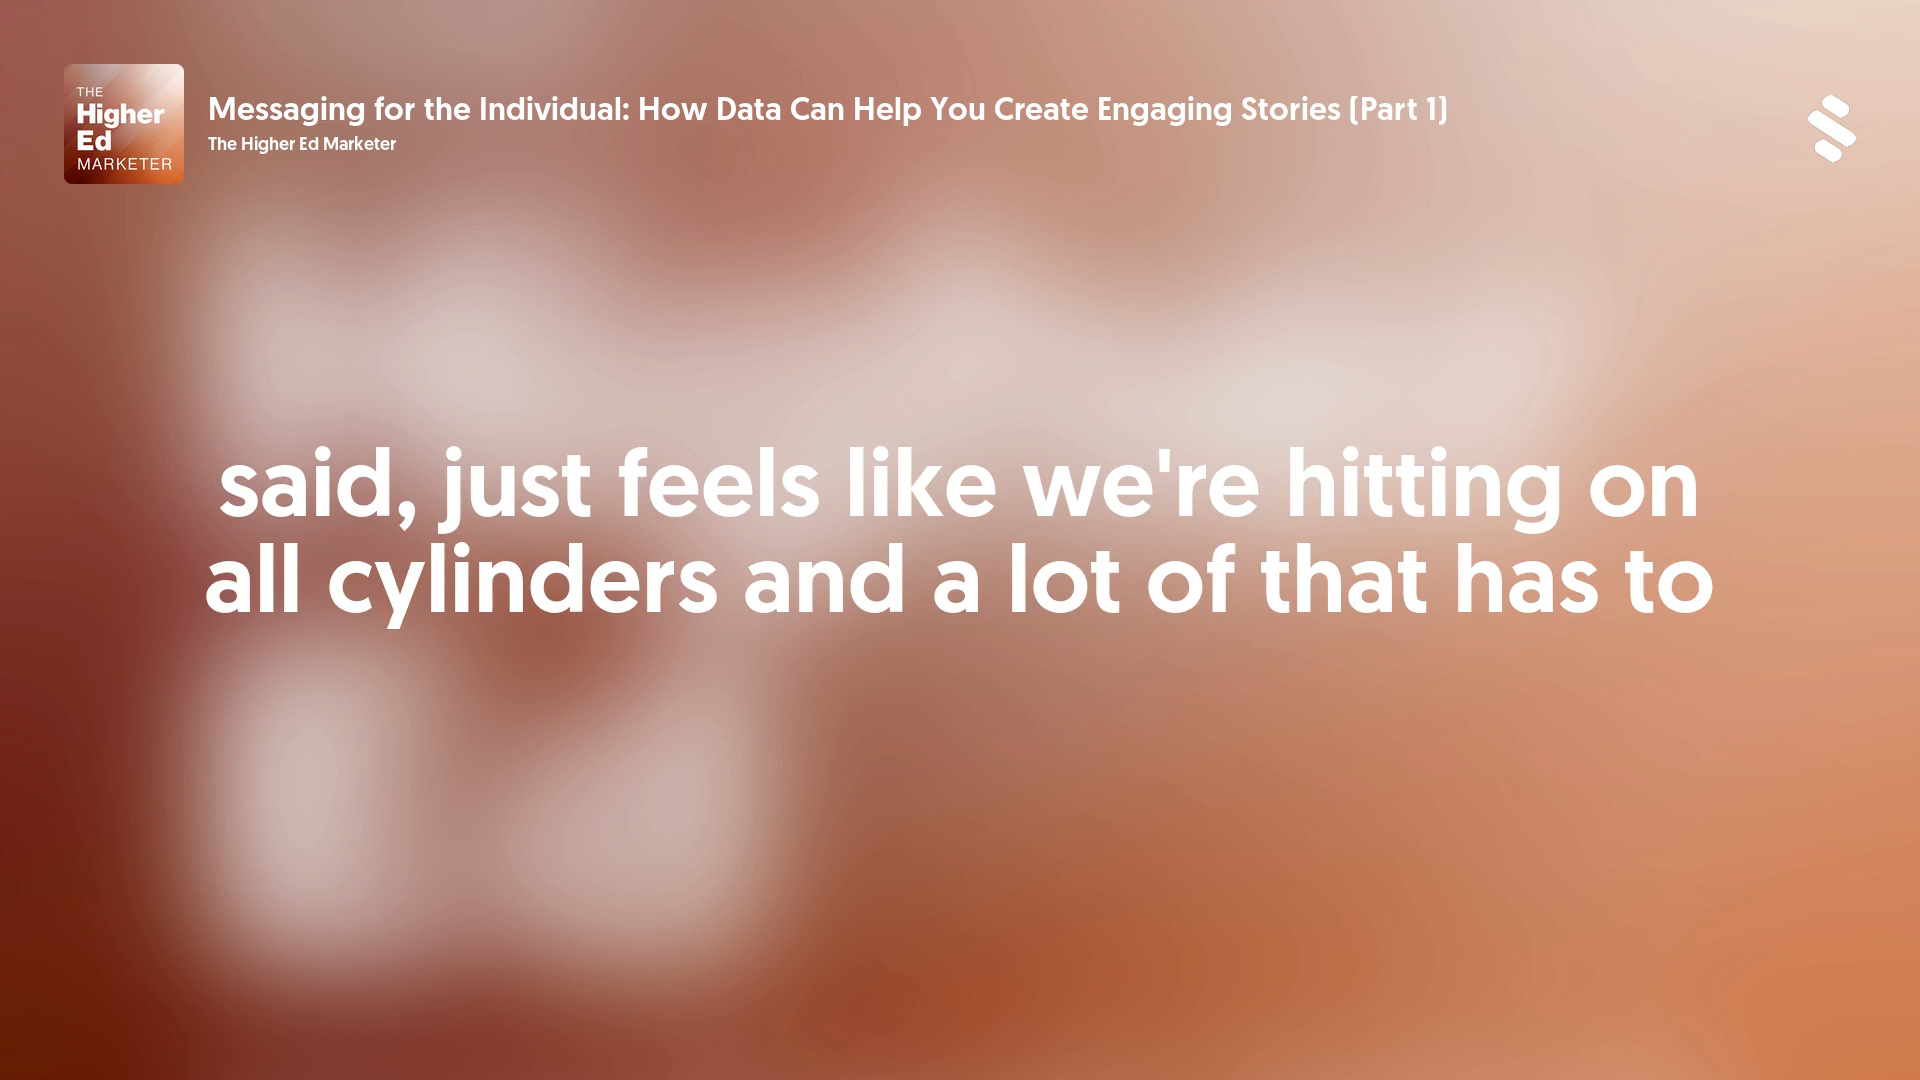 THE
Higher
Ed
MARKETER
Messaging for the Individual: How Data Can Help You Create Engaging Stories (Part 1)
The Higher Ed Marketer
said, just feels like we're hitting on
all cylinders and a lot of that has to